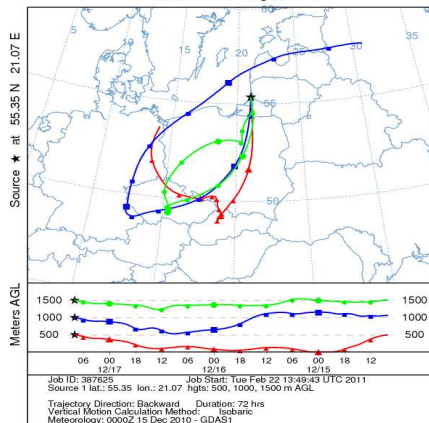 5 10 15 20 25 30 35
55
50
Source ★ at 55.35 N 21.07 E
Meters AGL
1500 1500
1000 1000
500 500
06 00 18 12 06 00 18 12 06 00 18 12
12/17 12/16 12/15
Job ID: 387625 Job Start: Tue Feb 22 13:49:43 UTC 2011
Source 1 lat.: 55.35 lon.: 21.07 hgts: 500, 1000, 1500 m AGL
Trajectory Direction: Backward Duration: 72 hrs
Vertical Motion Calculation Method: Isobaric
Meteorology: 0000Z 15 Dec 2010 - GDAS1